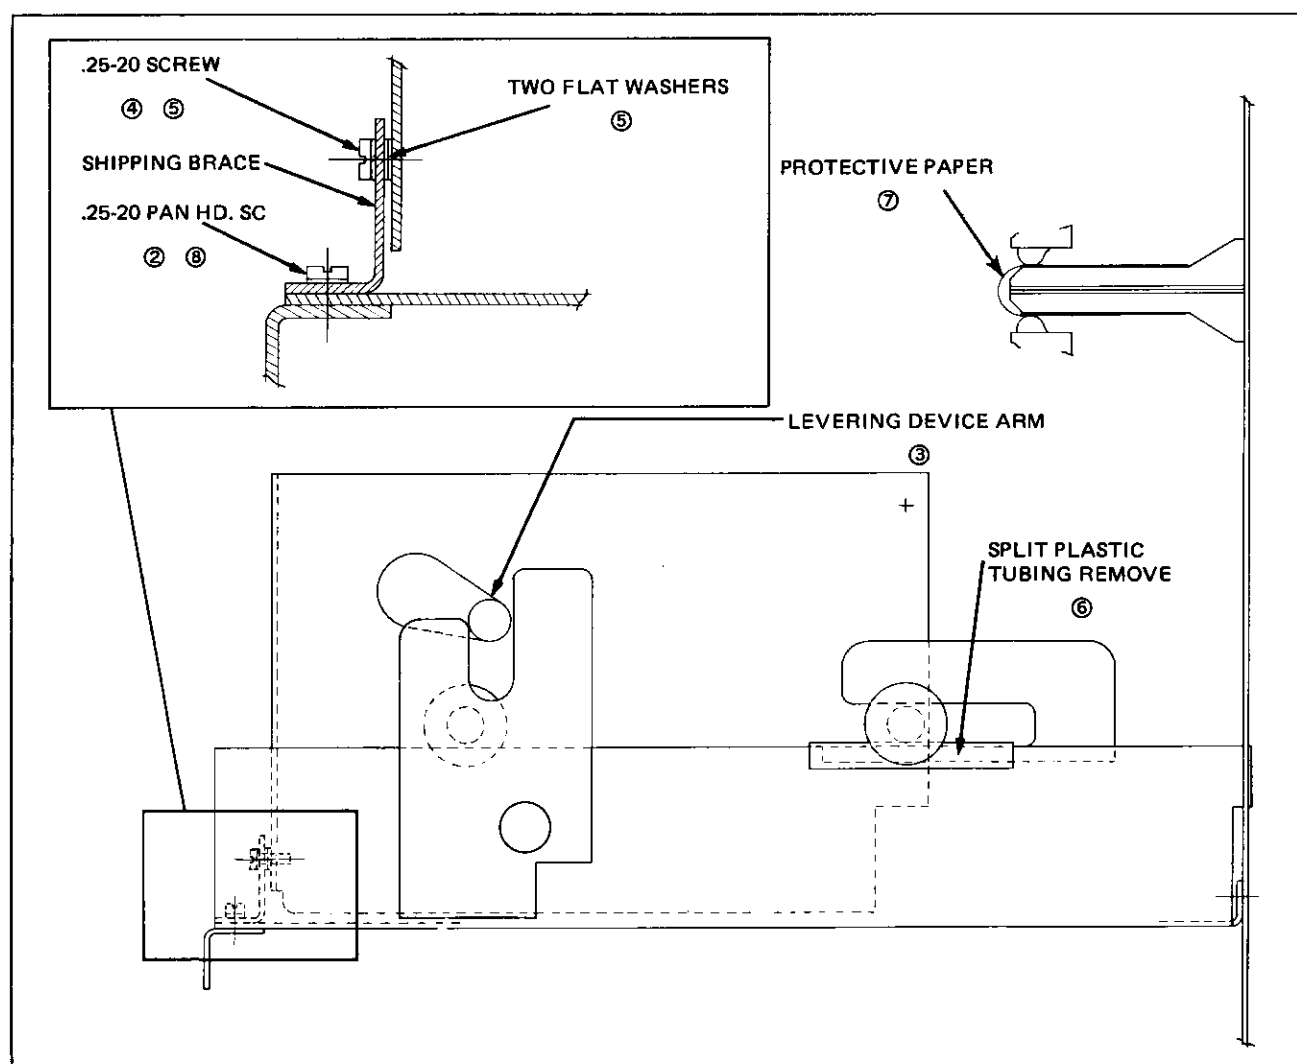 .25-20 SCREW
④ ⑤
TWO FLAT WASHERS
⑤
SHIPPING BRACE
.25-20 PAN HD. SC
② ⑧
PROTECTIVE PAPER
⑦
LEVERING DEVICE ARM
③
SPLIT PLASTIC
TUBING REMOVE
⑥